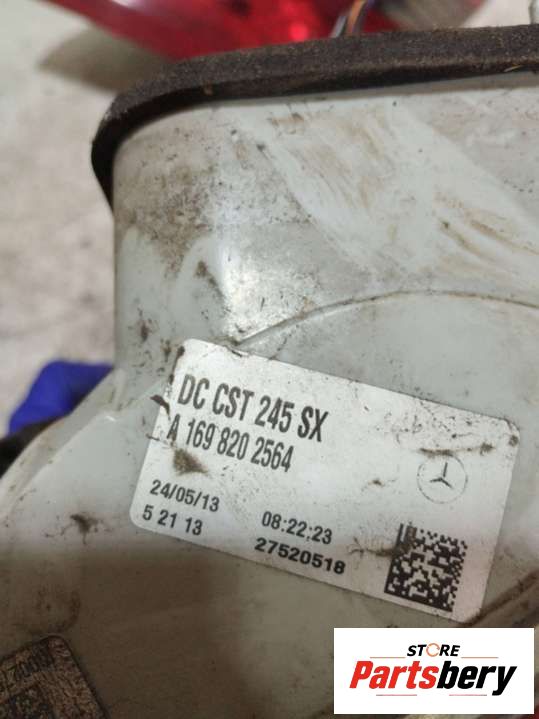 DC CST 245 SX
A 169 820 2564
24/05/13 08:22:23
5 21 13 27520518
STORE
Partsbery